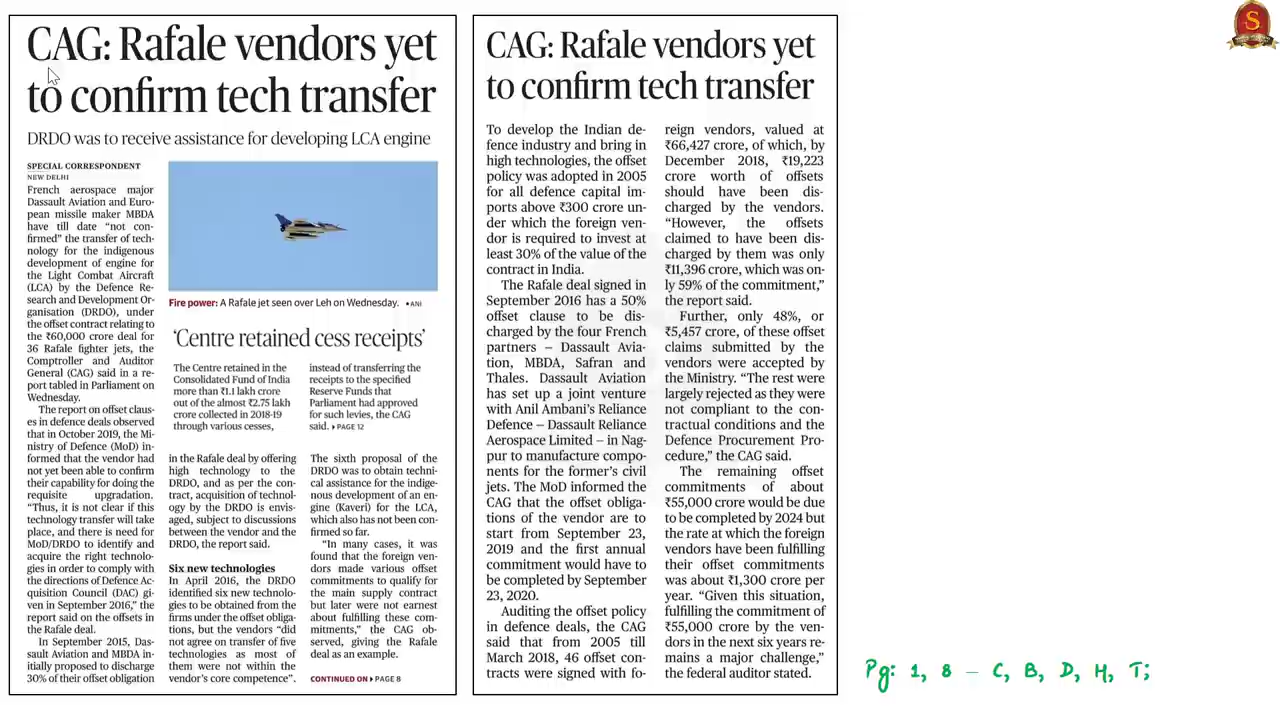 CAG: Rafale vendors yet
to confirm tech transfer
DRDO was to receive assistance for developing LCA engine
SPECIAL CORRESPONDENT
NEW DELHI
French aerospace major
Dassault Aviation and Euro-
pean missile maker MBDA
have till date “not con-
firmed” the transfer of tech-
nology for the indigenous
development of engine for
the Light Combat Aircraft
(LCA) by the Defence Re-
search and Development Or-
ganisation (DRDO), under
the offset contract relating to
the ₹60,000 crore deal for
36 Rafale fighter jets, the
Comptroller and Auditor
General (CAG) said in a re-
port tabled in Parliament on
Wednesday.
The report on offset claus-
es in defence deals observed
that in October 2019, the Mi-
nistry of Defence (MoD) in-
formed that the vendor had
not yet been able to confirm
their capability for doing the
requisite upgradation.
“Thus, it is not clear if this
technology transfer will take
place, and there is need for
MoD/DRDO to identify and
acquire the right technolo-
gies in order to comply with
the directions of Defence Ac-
quisition Council (DAC) gi-
ven in September 2016,” the
report said on the offsets in
the Rafale deal.
In September 2015, Das-
sault Aviation and MBDA in-
itially proposed to discharge
30% of their offset obligation
Fire power: A Rafale jet seen over Leh on Wednesday. •ANI
‘Centre retained cess receipts’
The Centre retained in the
Consolidated Fund of India
more than ₹1.1 lakh crore
out of the almost ₹2.75 lakh
crore collected in 2018-19
through various cesses,
instead of transferring the
receipts to the specified
Reserve Funds that
Parliament had approved
for such levies, the CAG
said. ▸ PAGE 12
in the Rafale deal by offering
high technology to the
DRDO, and as per the con-
tract, acquisition of technol-
ogy by the DRDO is envis-
aged, subject to discussions
between the vendor and the
DRDO, the report said.
Six new technologies
In April 2016, the DRDO
identified six new technolo-
gies to be obtained from the
firms under the offset obliga-
tions, but the vendors “did
not agree on transfer of five
technologies as most of
them were not within the
vendor’s core competence”.
The sixth proposal of the
DRDO was to obtain techni-
cal assistance for the indige-
nous development of an en-
gine (Kaveri) for the LCA,
which also has not been con-
firmed so far.
“In many cases, it was
found that the foreign ven-
dors made various offset
commitments to qualify for
the main supply contract
but later were not earnest
about fulfilling these com-
mitments,” the CAG ob-
served, giving the Rafale
deal as an example.
CONTINUED ON ▸ PAGE 8
CAG: Rafale vendors yet
to confirm tech transfer
To develop the Indian de-
fence industry and bring in
high technologies, the offset
policy was adopted in 2005
for all defence capital im-
ports above ₹300 crore un-
der which the foreign ven-
dor is required to invest at
least 30% of the value of the
contract in India.
The Rafale deal signed in
September 2016 has a 50%
offset clause to be dis-
charged by the four French
partners – Dassault Avia-
tion, MBDA, Safran and
Thales. Dassault Aviation
has set up a joint venture
with Anil Ambani’s Reliance
Defence – Dassault Reliance
Aerospace Limited – in Nag-
pur to manufacture compo-
nents for the former’s civil
jets. The MoD informed the
CAG that the offset obliga-
tions of the vendor are to
start from September 23,
2019 and the first annual
commitment would have to
be completed by September
23, 2020.
Auditing the offset policy
in defence deals, the CAG
said that from 2005 till
March 2018, 46 offset con-
tracts were signed with fo-
reign vendors, valued at
₹66,427 crore, of which, by
December 2018, ₹19,223
crore worth of offsets
should have been dis-
charged by the vendors.
“However, the offsets
claimed to have been dis-
charged by them was only
₹11,396 crore, which was on-
ly 59% of the commitment,”
the report said.
Further, only 48%, or
₹5,457 crore, of these offset
claims submitted by the
vendors were accepted by
the Ministry. “The rest were
largely rejected as they were
not compliant to the con-
tractual conditions and the
Defence Procurement Pro-
cedure,” the CAG said.
The remaining offset
commitments of about
₹55,000 crore would be due
to be completed by 2024 but
the rate at which the foreign
vendors have been fulfilling
their offset commitments
was about ₹1,300 crore per
year. “Given this situation,
fulfilling the commitment of
₹55,000 crore by the ven-
dors in the next six years re-
mains a major challenge,”
the federal auditor stated.
S
Pg: 1, 8 – C, B, D, H, T;